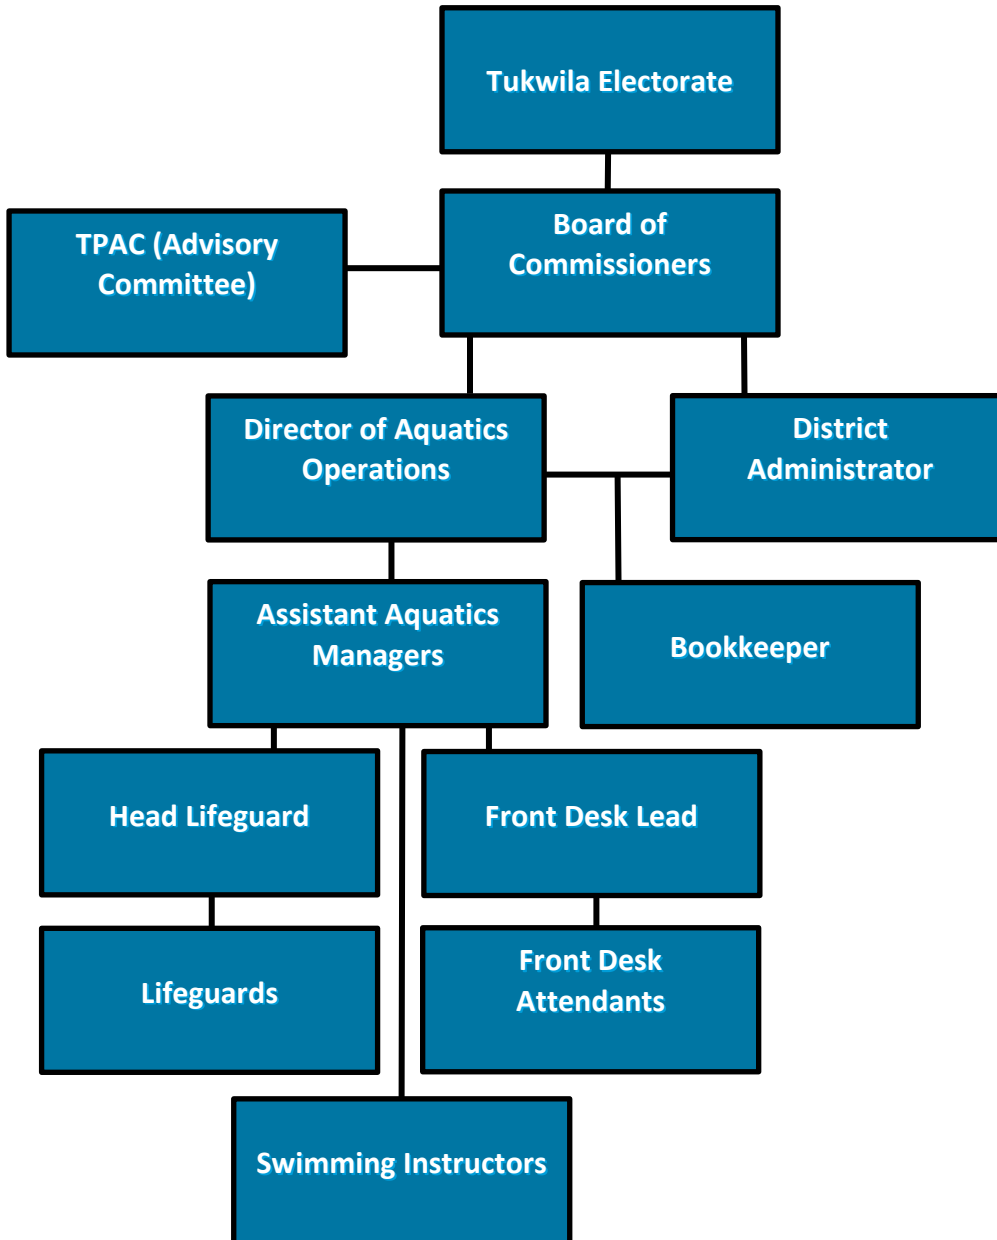 Tukwila Electorate
TPAC (Advisory
Committee)
Board of
Commissioners
Director of Aquatics
Operations
District
Administrator
Assistant Aquatics
Managers
Bookkeeper
Head Lifeguard
Front Desk Lead
Lifeguards
Front Desk
Attendants
Swimming Instructors